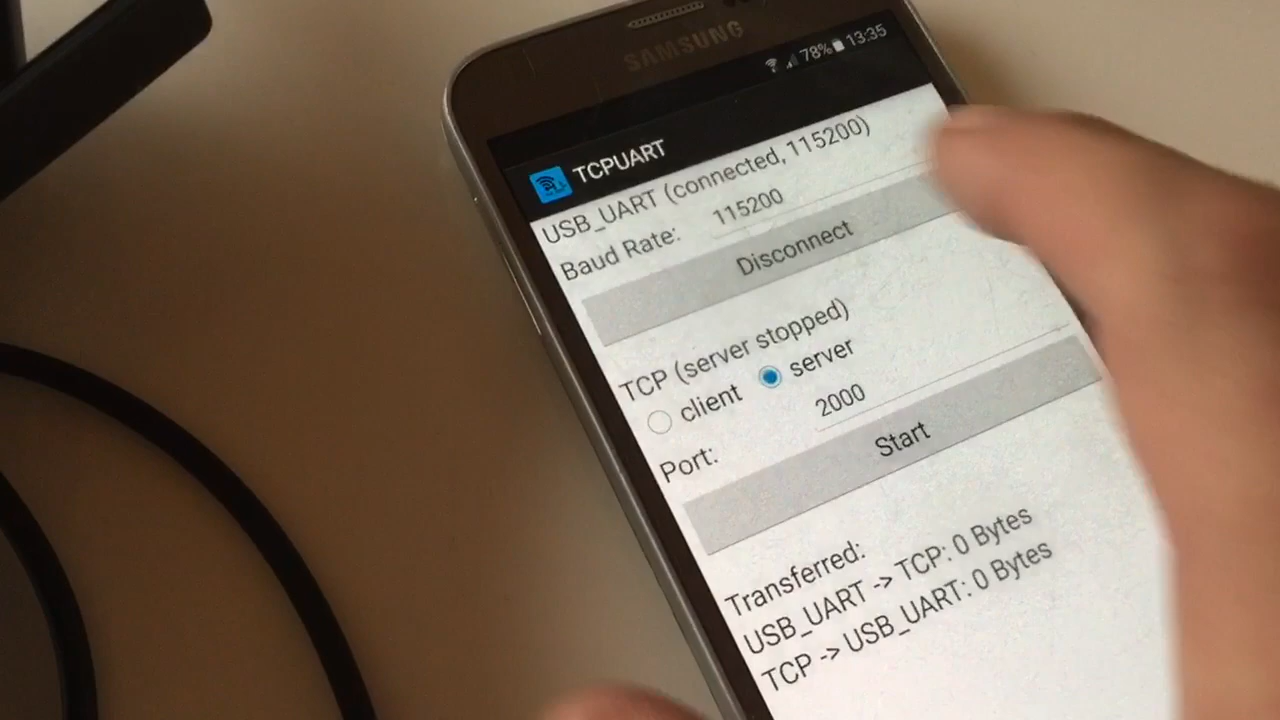 SAMSUNG
78% 13:35
TCPUART
USB_UART (connected, 115200)
Baud Rate: 115200
Disconnect
TCP (server stopped)
client server
Port: 2000
Start
Transferred:
USB_UART -> TCP: 0 Bytes
TCP -> USB_UART: 0 Bytes